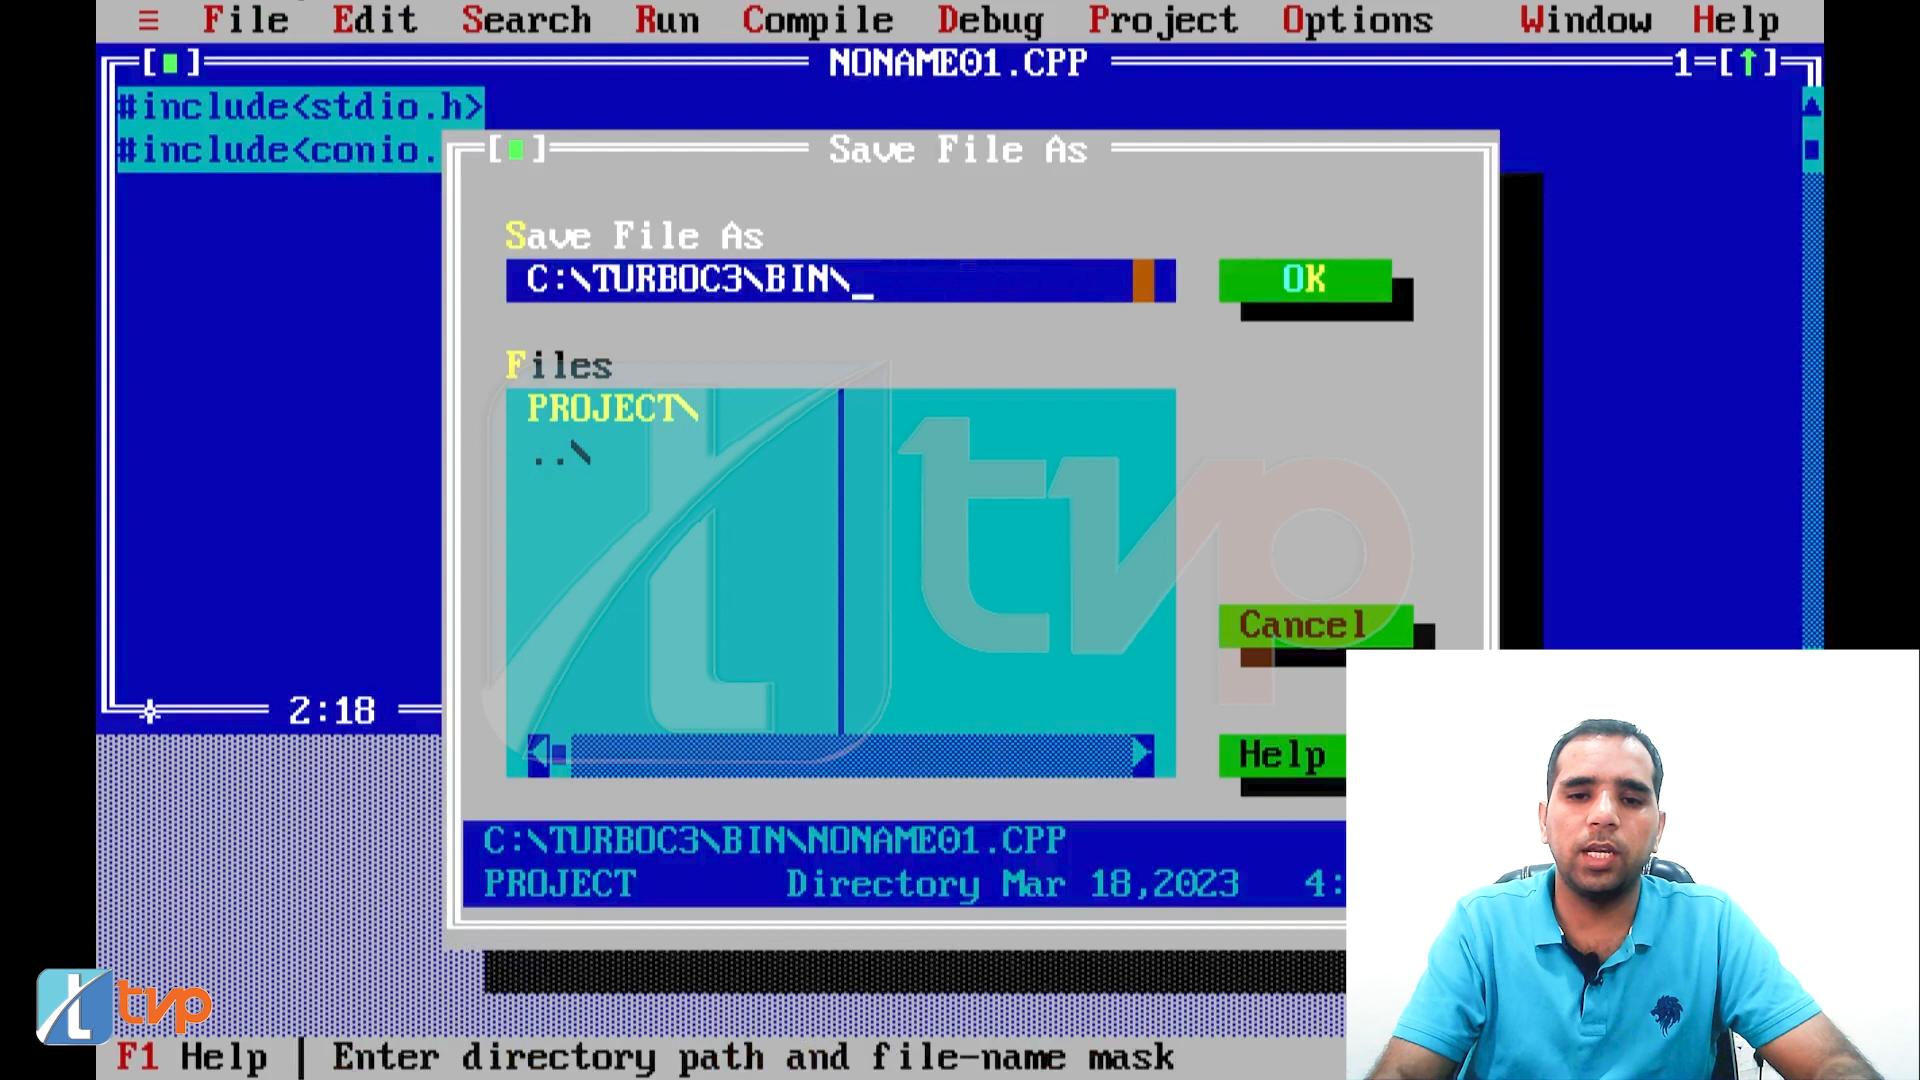 ≡ File Edit Search Run Compile Debug Project Options Window Help
[■] NONAME01.CPP 1=[↑]
#include<stdio.h>
#include<conio.
[■] Save File As
Save File As
C:\TURBOC3\BIN\_
OK
Files
PROJECT\
..\
tvp
Cancel
2:18
Help
C:\TURBOC3\BIN\NONAME01.CPP
PROJECT Directory Mar 18,2023 4:
tvp
F1 Help | Enter directory path and file-name mask